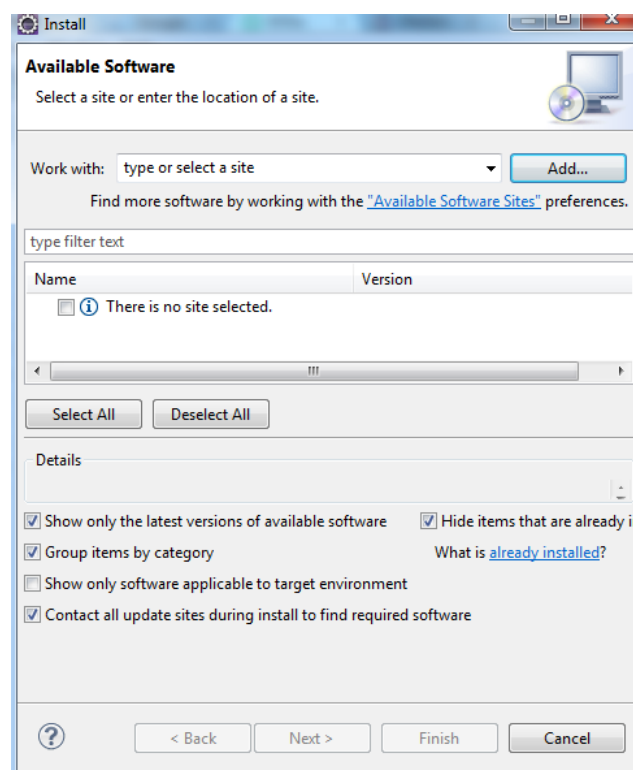 Install
Available Software
Select a site or enter the location of a site.
Work with: type or select a site Add...
Find more software by working with the "Available Software Sites" preferences.
type filter text
Name Version
There is no site selected.
Select All Deselect All
Details
Show only the latest versions of available software Hide items that are already i
Group items by category What is already installed?
Show only software applicable to target environment
Contact all update sites during install to find required software
? < Back Next > Finish Cancel